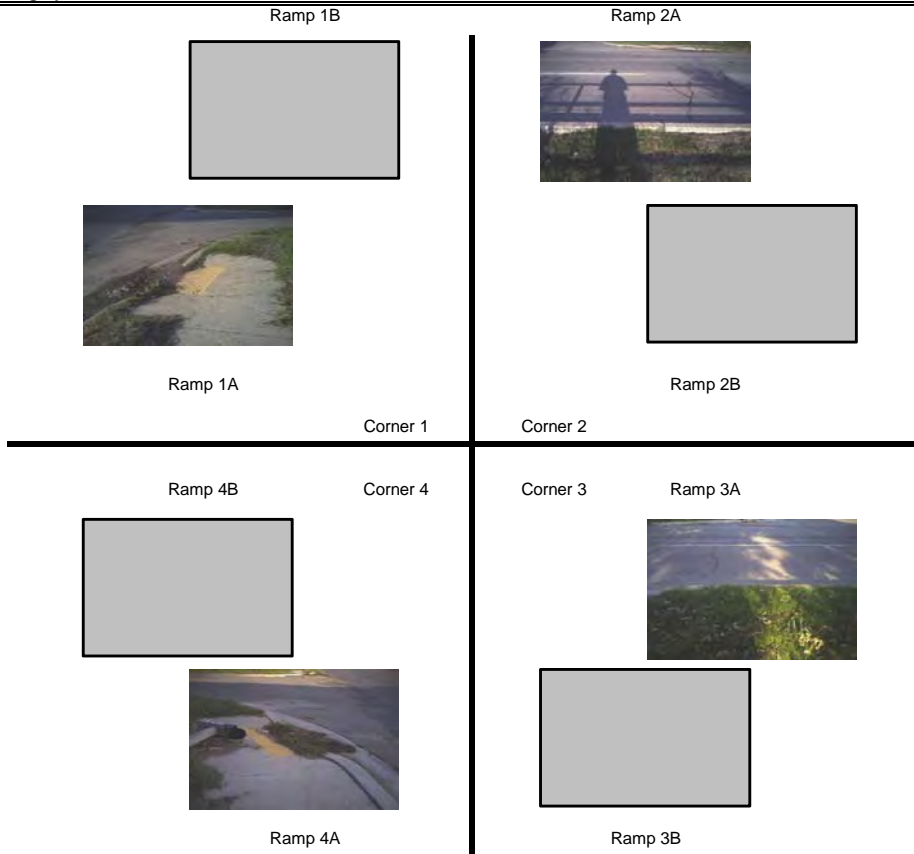 Ramp 1B
Ramp 2A
Ramp 1A
Ramp 2B
Corner 1
Corner 2
Ramp 4B
Corner 4
Corner 3
Ramp 3A
Ramp 4A
Ramp 3B